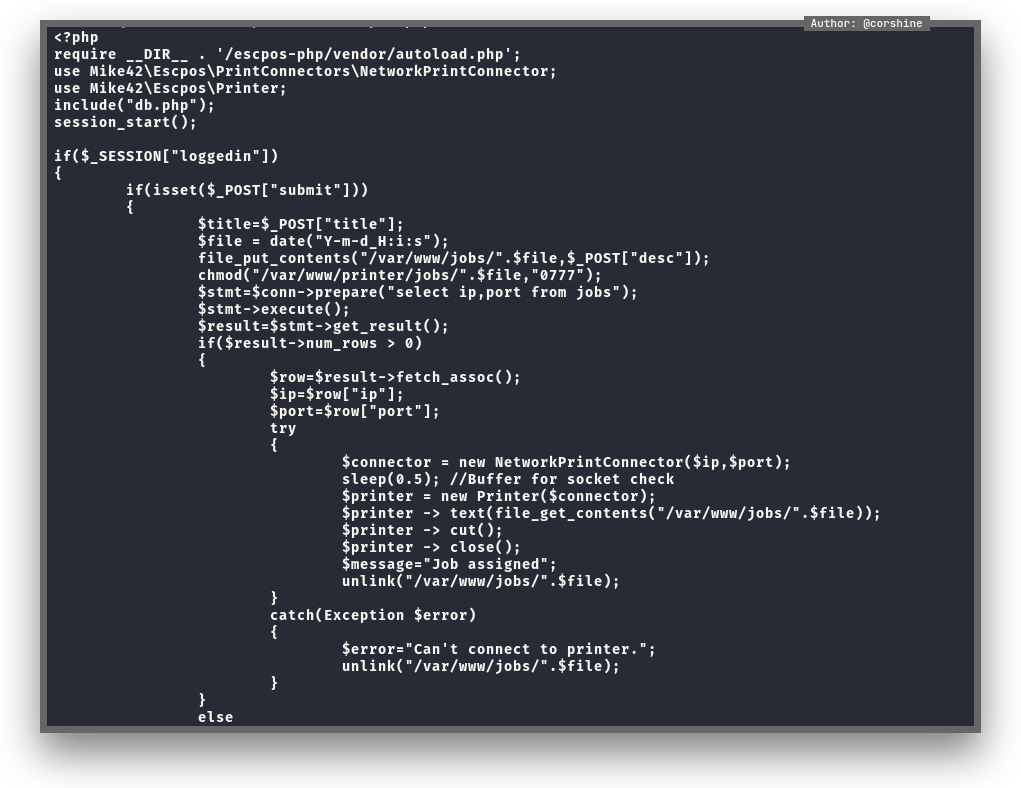 Author: @corshine
<?php
require __DIR__ . '/escpos-php/vendor/autoload.php';
use Mike42\Escpos\PrintConnectors\NetworkPrintConnector;
use Mike42\Escpos\Printer;
include("db.php");
session_start();

if($_SESSION["loggedin"])
{
        if(isset($_POST["submit"]))
        {
                $title=$_POST["title"];
                $file = date("Y-m-d_H:i:s");
                file_put_contents("/var/www/jobs/".$file,$_POST["desc"]);
                chmod("/var/www/printer/jobs/".$file,"0777");
                $stmt=$conn->prepare("select ip,port from jobs");
                $stmt->execute();
                $result=$stmt->get_result();
                if($result->num_rows > 0)
                {
                        $row=$result->fetch_assoc();
                        $ip=$row["ip"];
                        $port=$row["port"];
                        try
                        {
                                $connector = new NetworkPrintConnector($ip,$port);
                                sleep(0.5); //Buffer for socket check
                                $printer = new Printer($connector);
                                $printer -> text(file_get_contents("/var/www/jobs/".$file));
                                $printer -> cut();
                                $printer -> close();
                                $message="Job assigned";
                                unlink("/var/www/jobs/".$file);
                        }
                        catch(Exception $error)
                        {
                                $error="Can't connect to printer.";
                                unlink("/var/www/jobs/".$file);
                        }
                }
                else